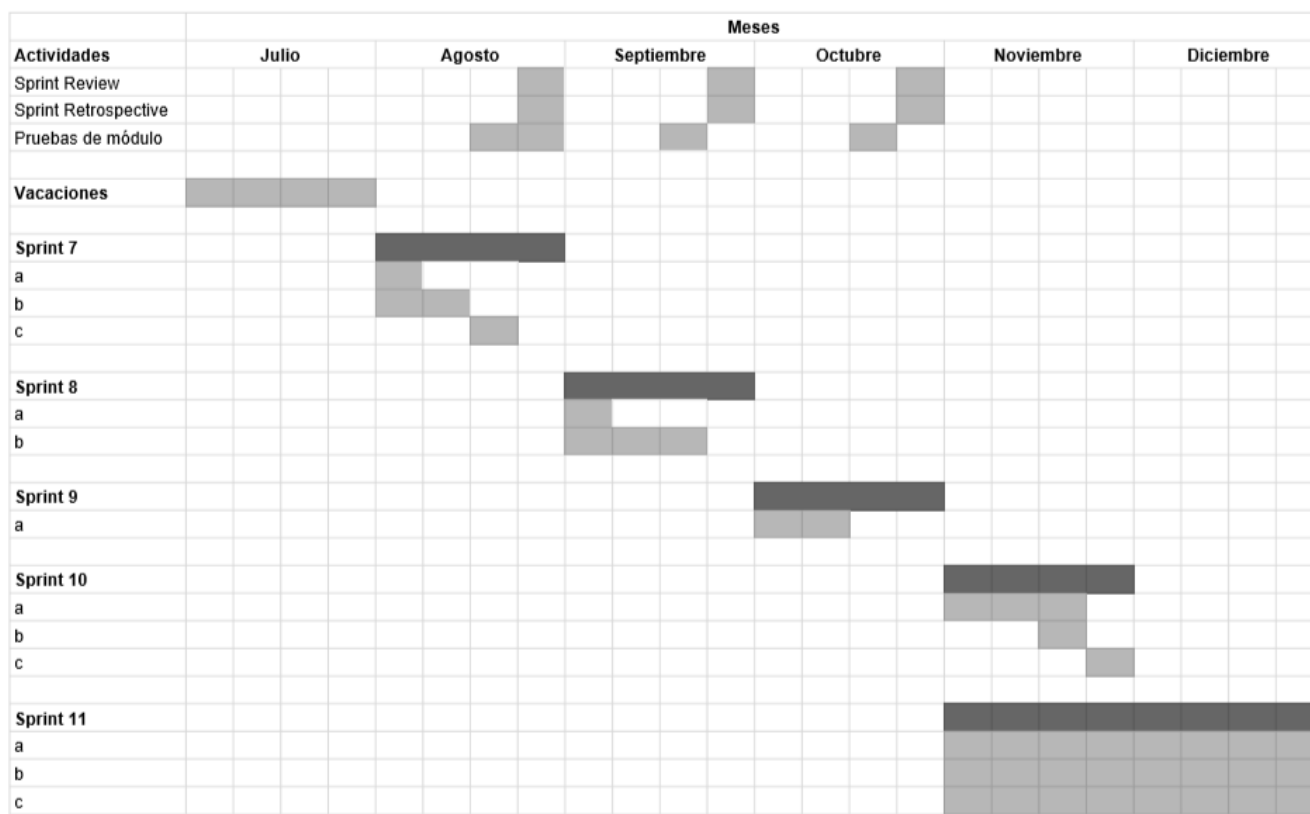 Meses
Actividades Julio Agosto Septiembre Octubre Noviembre Diciembre
Sprint Review
Sprint Retrospective
Pruebas de módulo
Vacaciones
Sprint 7
a
b
c
Sprint 8
a
b
Sprint 9
a
Sprint 10
a
b
c
Sprint 11
a
b
c